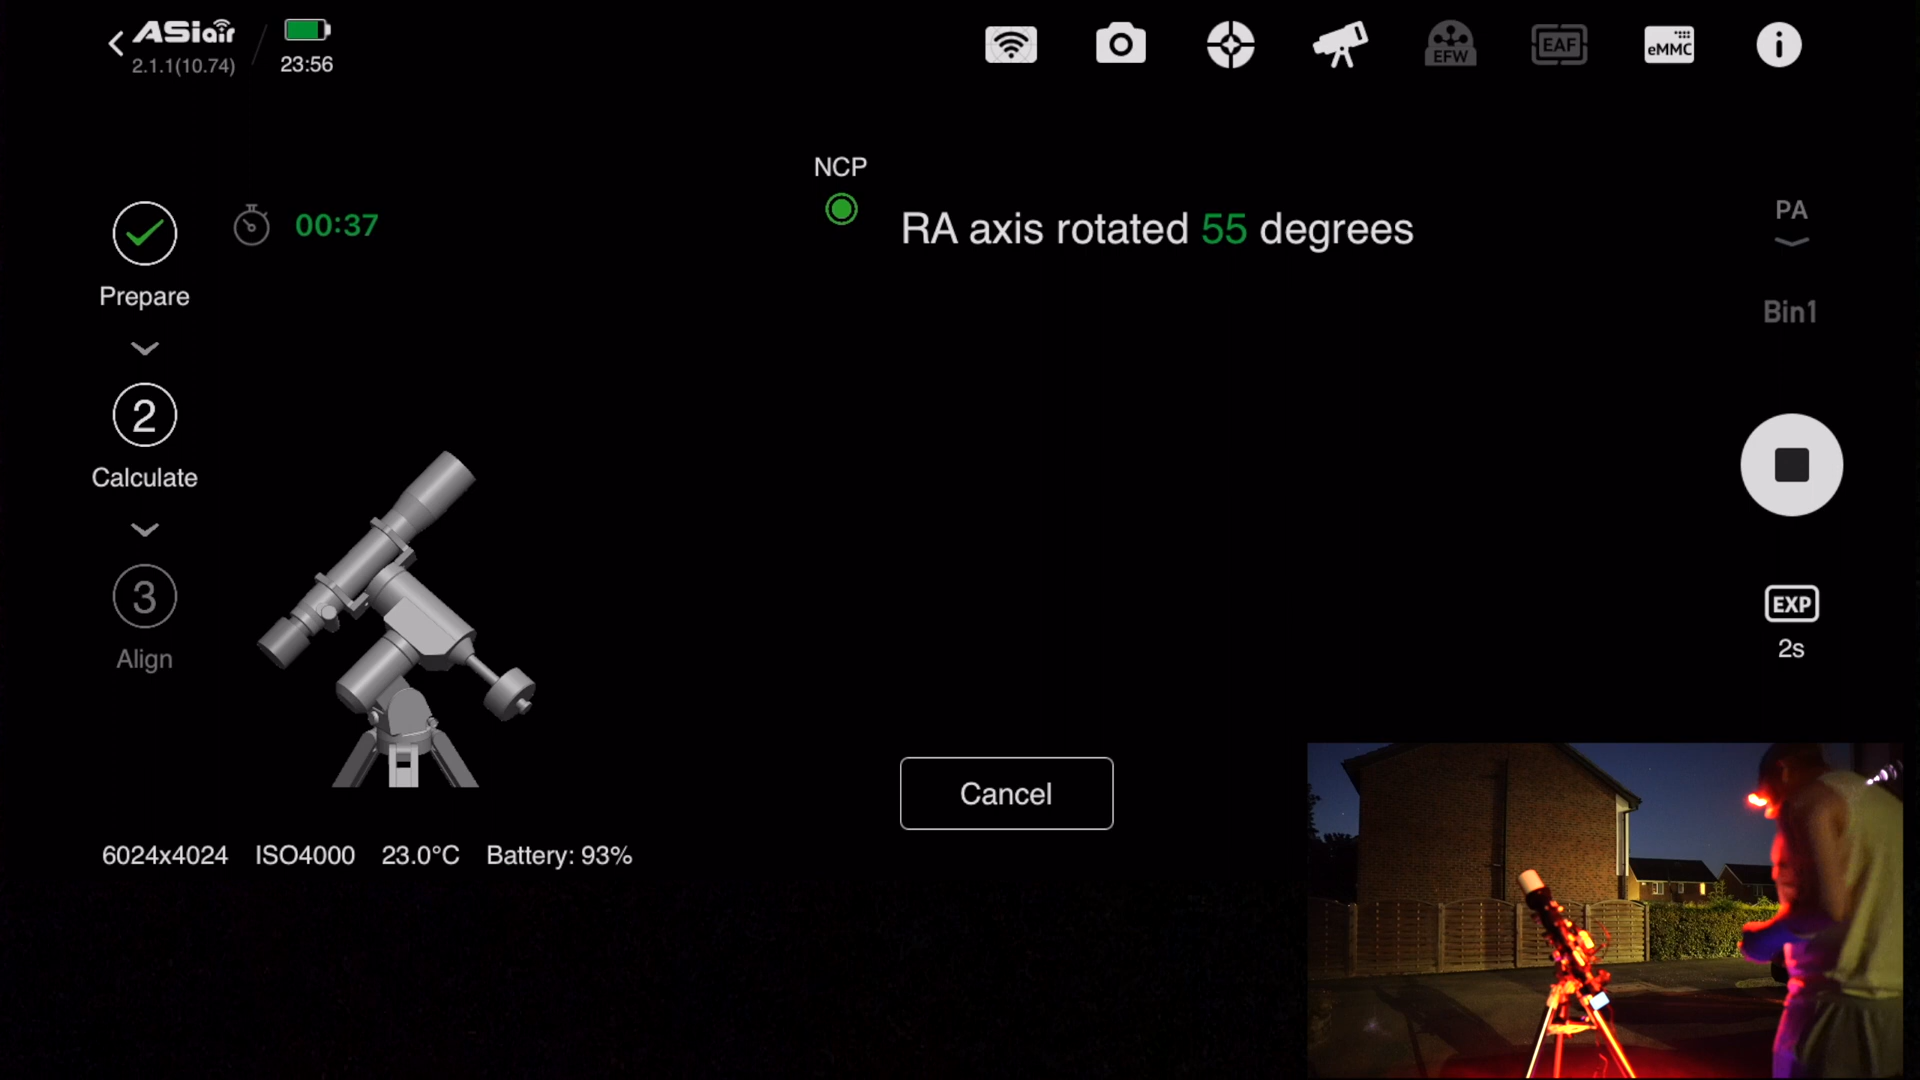 ASiair
2.1.1(10.74)
23:56
EFW
EAF
eMMC
i
NCP
00:37
RA axis rotated 55 degrees
PA
Prepare
Bin1
2
Calculate
3
Align
EXP
2s
Cancel
6024x4024 ISO4000 23.0°C Battery: 93%